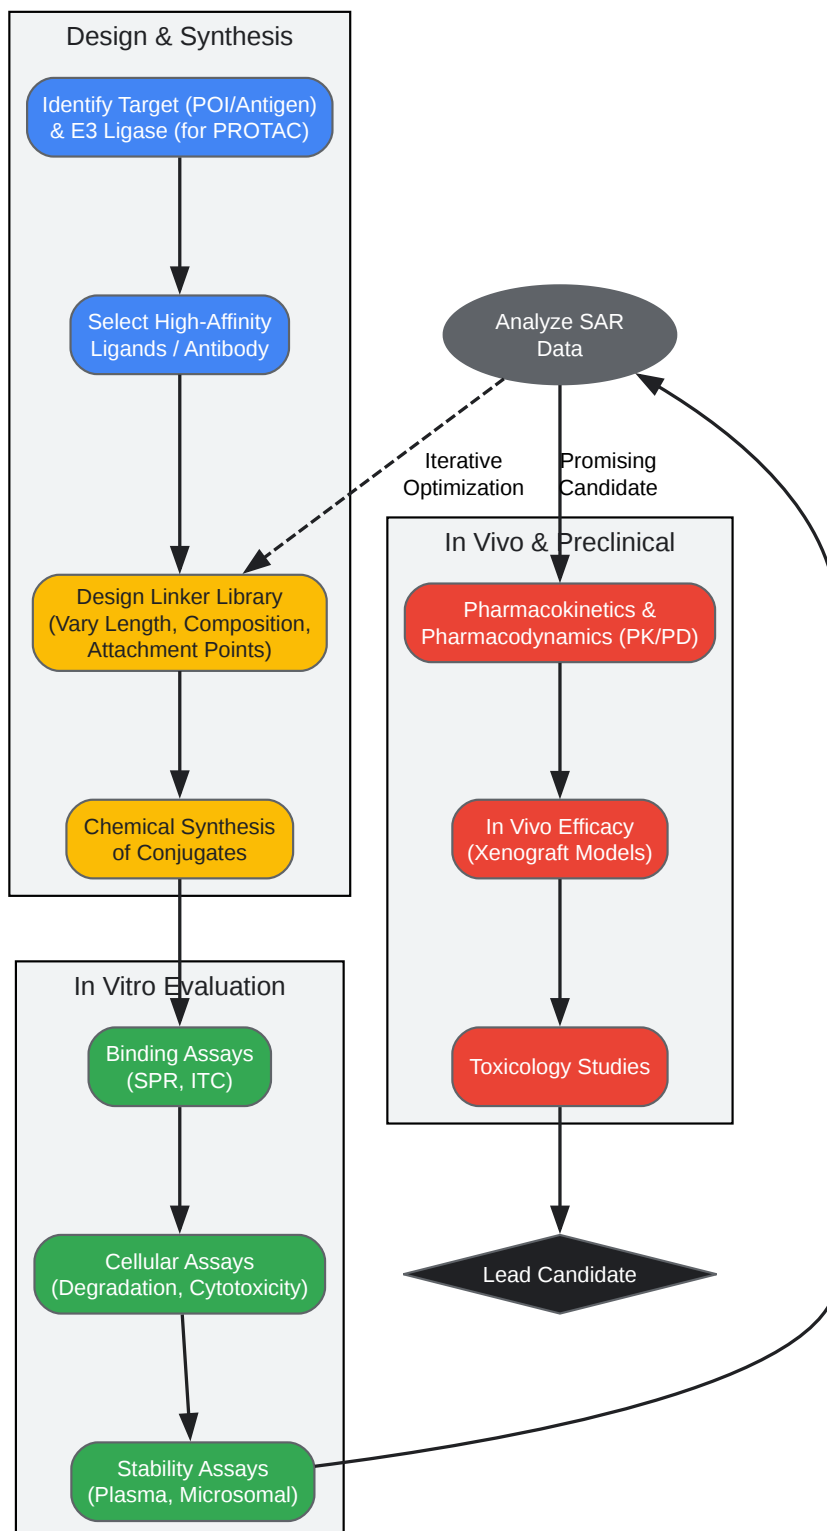 Design & Synthesis
Identify Target (POI/Antigen)
& E3 Ligase (for PROTAC)
Select High-Affinity
Ligands / Antibody
Analyze SAR
Data
Iterative
Optimization
Promising
Candidate
Design Linker Library
(Vary Length, Composition,
Attachment Points)
Chemical Synthesis
of Conjugates
In Vitro Evaluation
Binding Assays
(SPR, ITC)
Cellular Assays
(Degradation, Cytotoxicity)
Stability Assays
(Plasma, Microsomal)
In Vivo & Preclinical
Pharmacokinetics &
Pharmacodynamics (PK/PD)
In Vivo Efficacy
(Xenograft Models)
Toxicology Studies
Lead Candidate